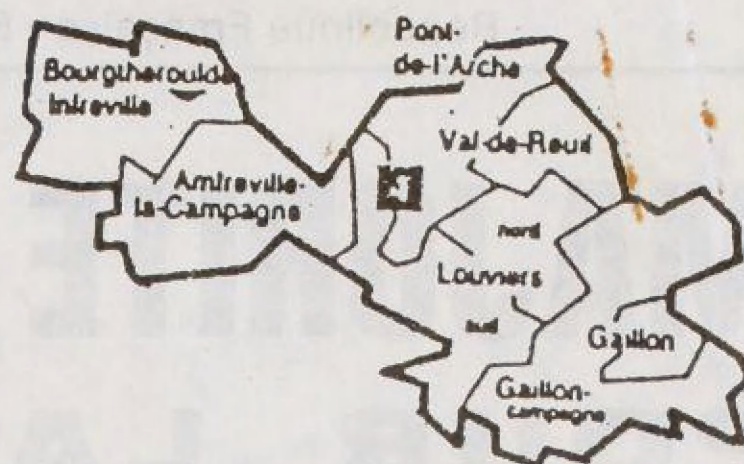 Pont-
de-l'Arche
Bourgtheroulde
Infreville
Val-de-Reuil
Amfreville-
la-Campagne
nord
Louviers
sud
Gaillon
Gaillon-
campagne